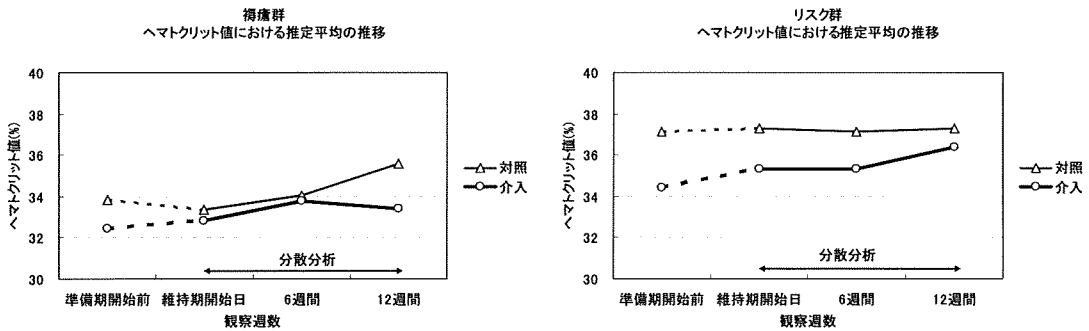 褥瘡群
ヘマトクリット値における推定平均の推移
40
38
36
34
32
30
ヘマトクリット値(%)
対照
介入
分散分析
準備期開始前
維持期開始日
6週間
12週間
観察週数
リスク群
ヘマトクリット値における推定平均の推移
40
38
36
34
32
30
ヘマトクリット値(%)
対照
介入
分散分析
準備期開始前
維持期開始日
6週間
12週間
観察週数